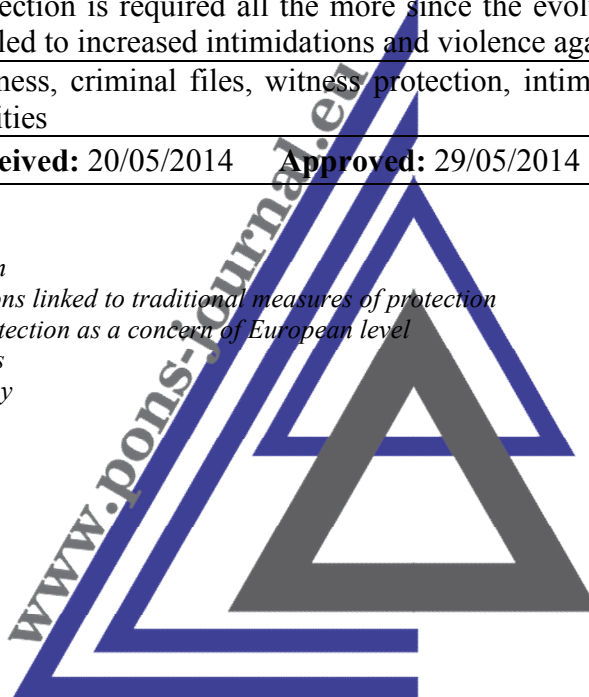 ection is required all the more since the evolu
led to increased intimidations and violence aga
ness, criminal files, witness protection, intim
ities
eived: 20/05/2014 Approved: 29/05/2014
n
ons linked to traditional measures of protection
otection as a concern of European level
s
y
www.pons-journal.eu